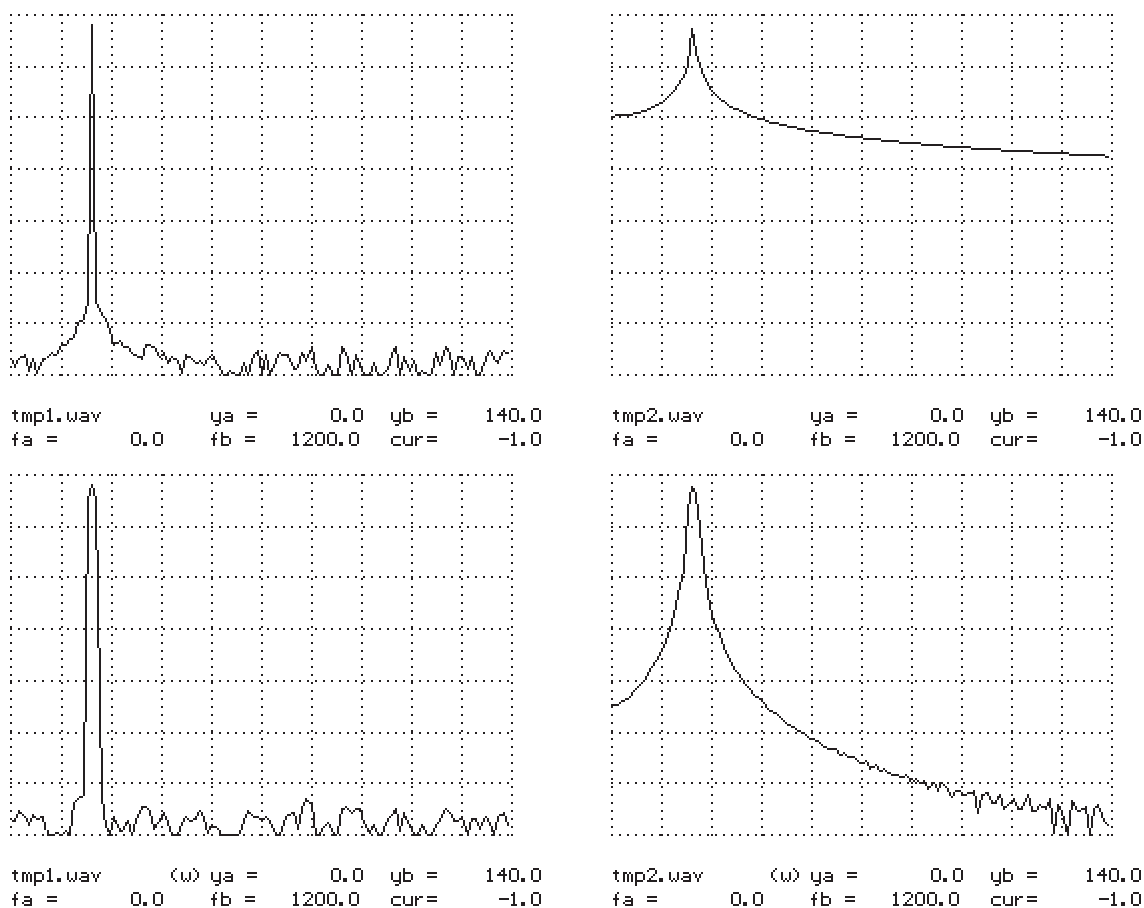 tmp1.wav ya = 0.0 yb = 140.0
fa = 0.0 fb = 1200.0 cur= -1.0
tmp2.wav ya = 0.0 yb = 140.0
fa = 0.0 fb = 1200.0 cur= -1.0
tmp1.wav (w) ya = 0.0 yb = 140.0
fa = 0.0 fb = 1200.0 cur= -1.0
tmp2.wav (w) ya = 0.0 yb = 140.0
fa = 0.0 fb = 1200.0 cur= -1.0